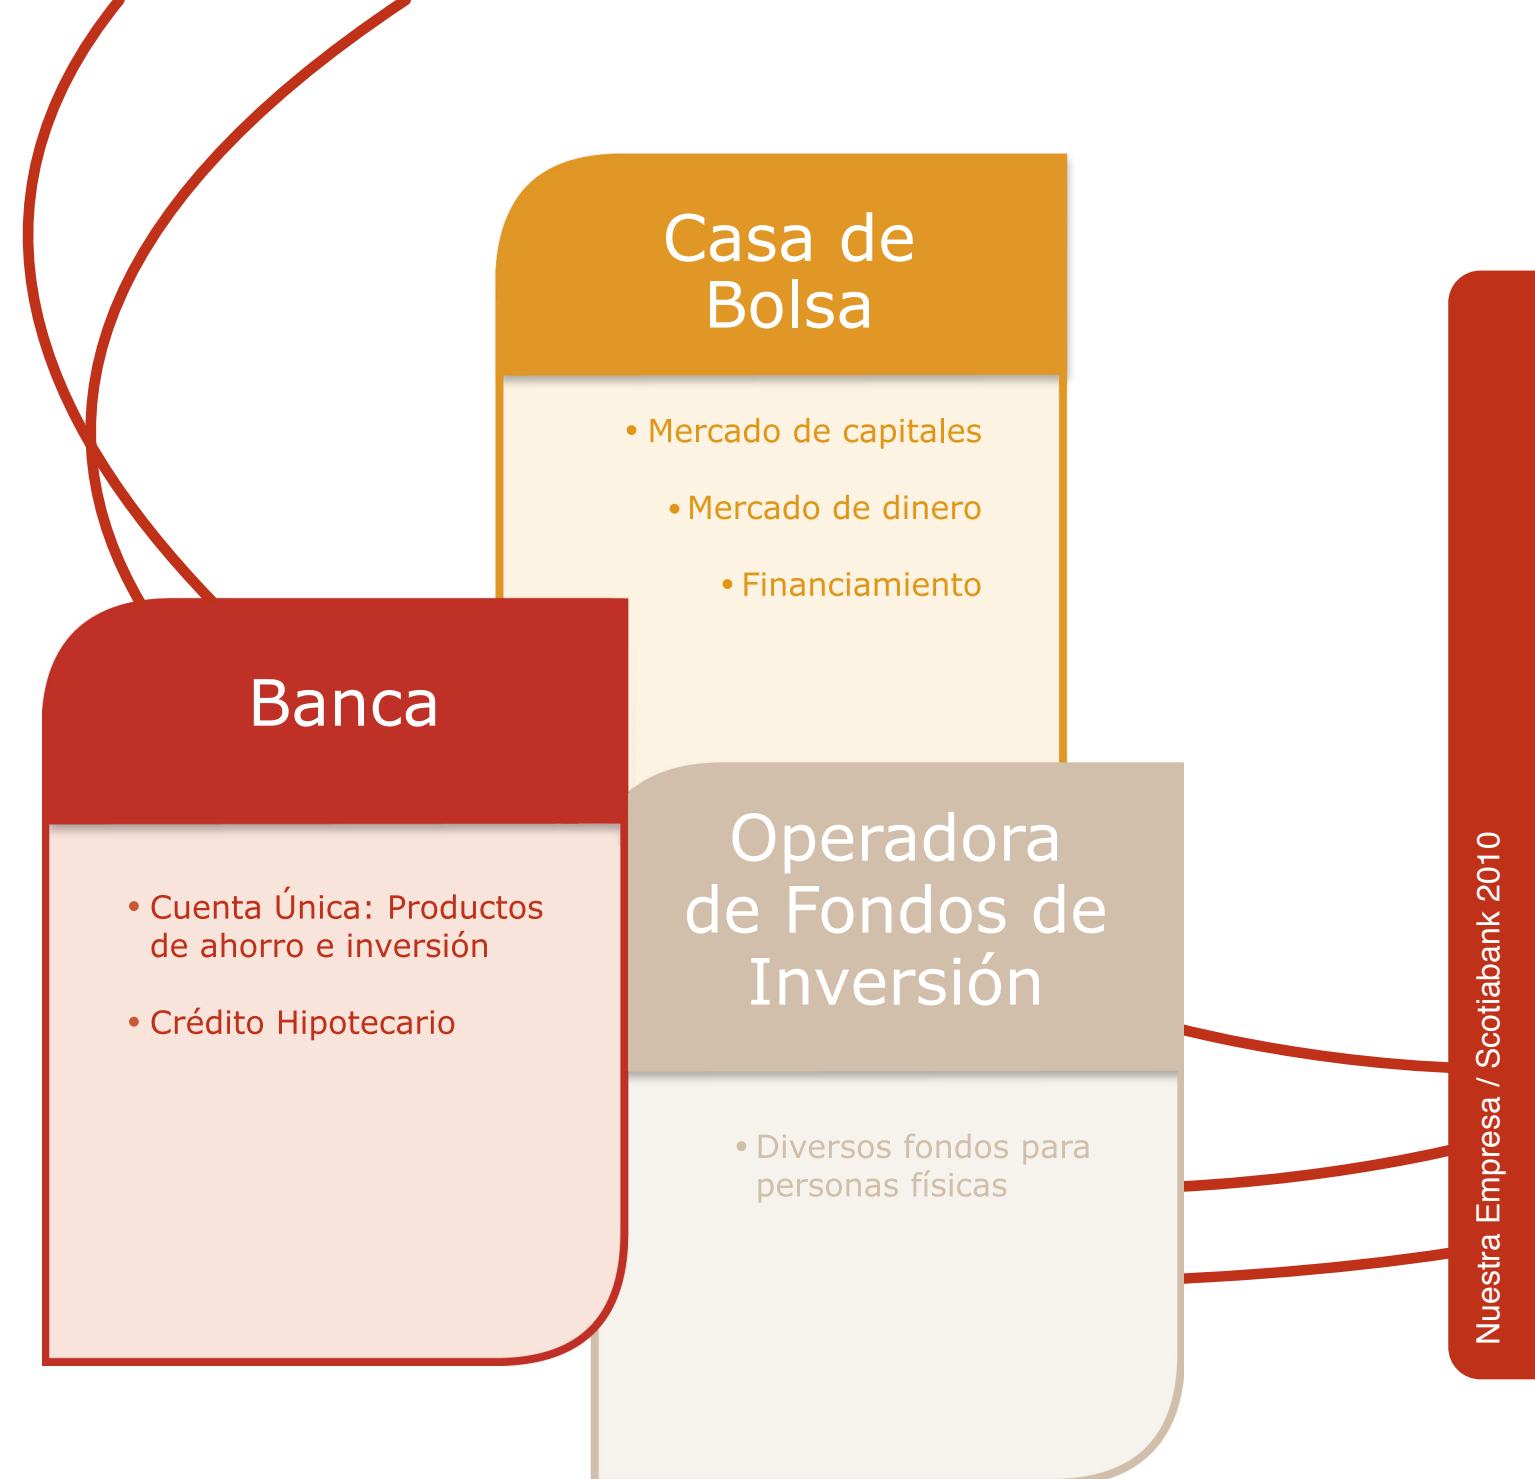 Casa de
Bolsa
• Mercado de capitales
• Mercado de dinero
• Financiamiento
Banca
• Cuenta Única: Productos
de ahorro e inversión
• Crédito Hipotecario
Operadora
de Fondos de
Inversión
• Diversos fondos para
personas físicas
Nuestra Empresa / Scotiabank 2010